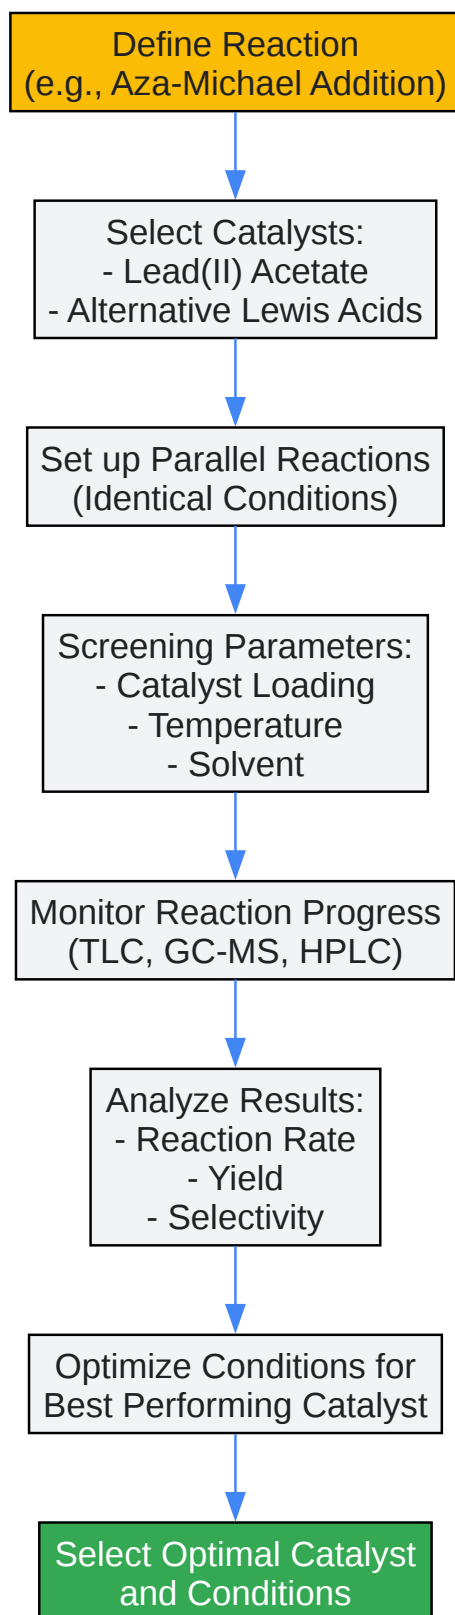 Define Reaction
(e.g., Aza-Michael Addition)
Select Catalysts:
- Lead(II) Acetate
- Alternative Lewis Acids
Set up Parallel Reactions
(Identical Conditions)
Screening Parameters:
- Catalyst Loading
- Temperature
- Solvent
Monitor Reaction Progress
(TLC, GC-MS, HPLC)
Analyze Results:
- Reaction Rate
- Yield
- Selectivity
Optimize Conditions for
Best Performing Catalyst
Select Optimal Catalyst
and Conditions